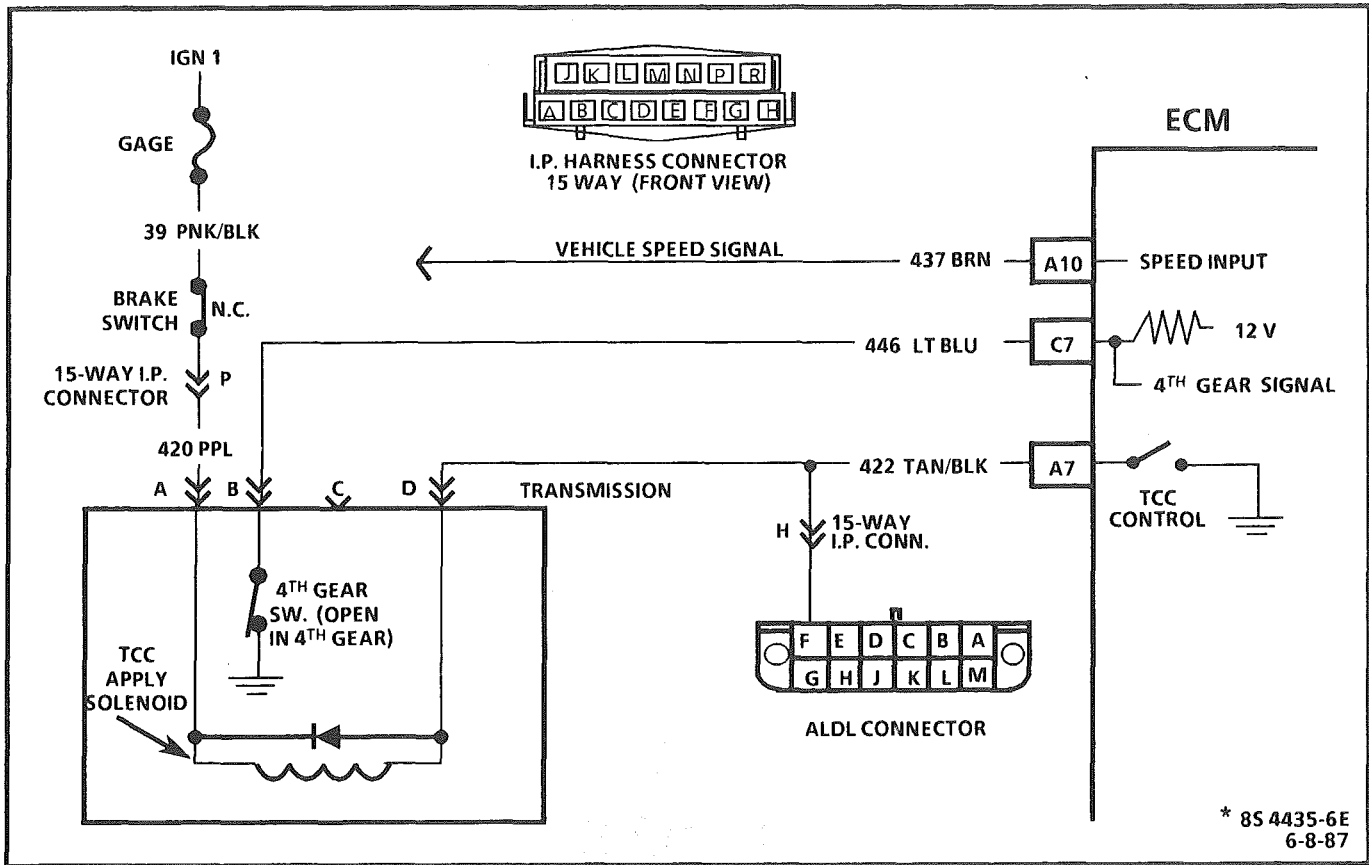 IGN 1
GAGE
39 PNK/BLK
BRAKE
SWITCH
N.C.
15-WAY I.P.
CONNECTOR
P
420 PPL
J K L M N P R
A B C D E F G H
I.P. HARNESS CONNECTOR
15 WAY (FRONT VIEW)
ECM
VEHICLE SPEED SIGNAL
437 BRN
A10
SPEED INPUT
446 LT BLU
C7
12 V
4TH GEAR SIGNAL
422 TAN/BLK
A7
TCC
CONTROL
A B C D
TRANSMISSION
H
15-WAY
I.P. CONN.
4TH GEAR
SW. (OPEN
IN 4TH GEAR)
TCC
APPLY
SOLENOID
F E D C B A
G H J K L M
ALDL CONNECTOR
* 8S 4435-6E
6-8-87